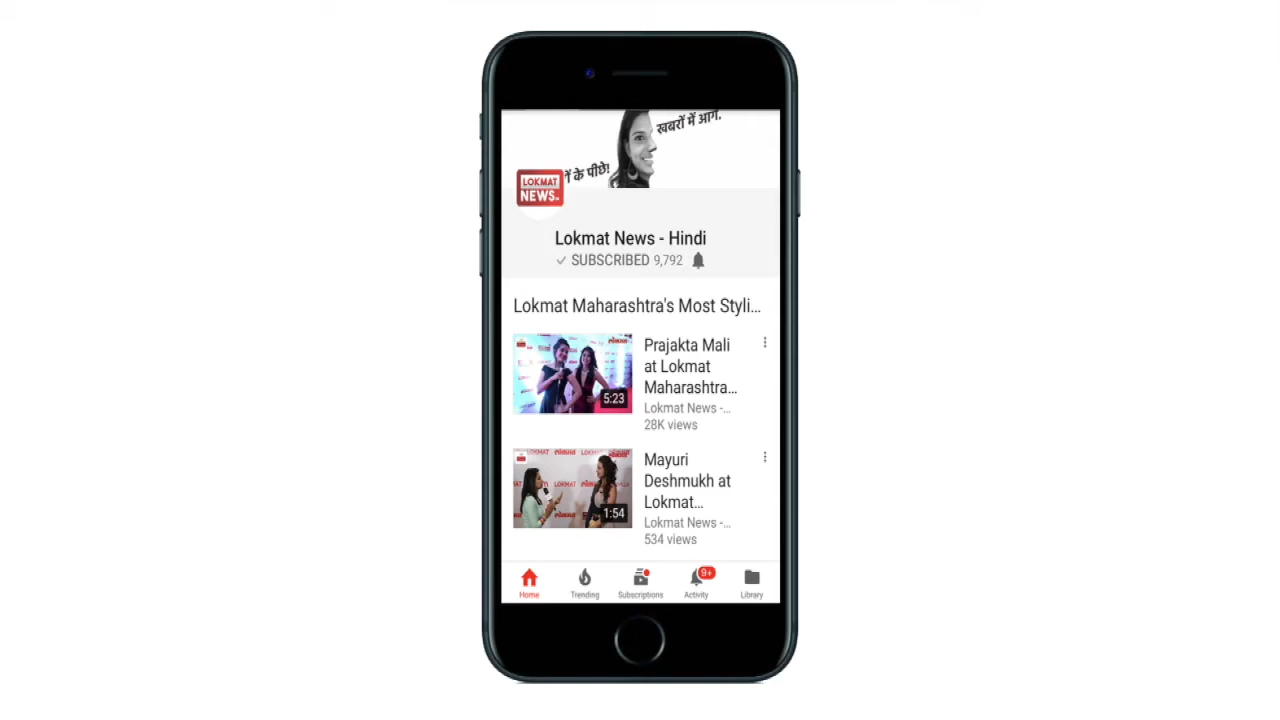 खबरों में आग.
के पीछे!
LOKMAT
NEWS
Lokmat News - Hindi
SUBSCRIBED 9,792
Lokmat Maharashtra's Most Styli...
Prajakta Mali
at Lokmat
Maharashtra...
Lokmat News -...
28K views
5:23
Mayuri
Deshmukh at
Lokmat...
Lokmat News -...
534 views
LOKMAT
LOKMAT
1:54
9+
Home
Trending
Subscriptions
Activity
Library